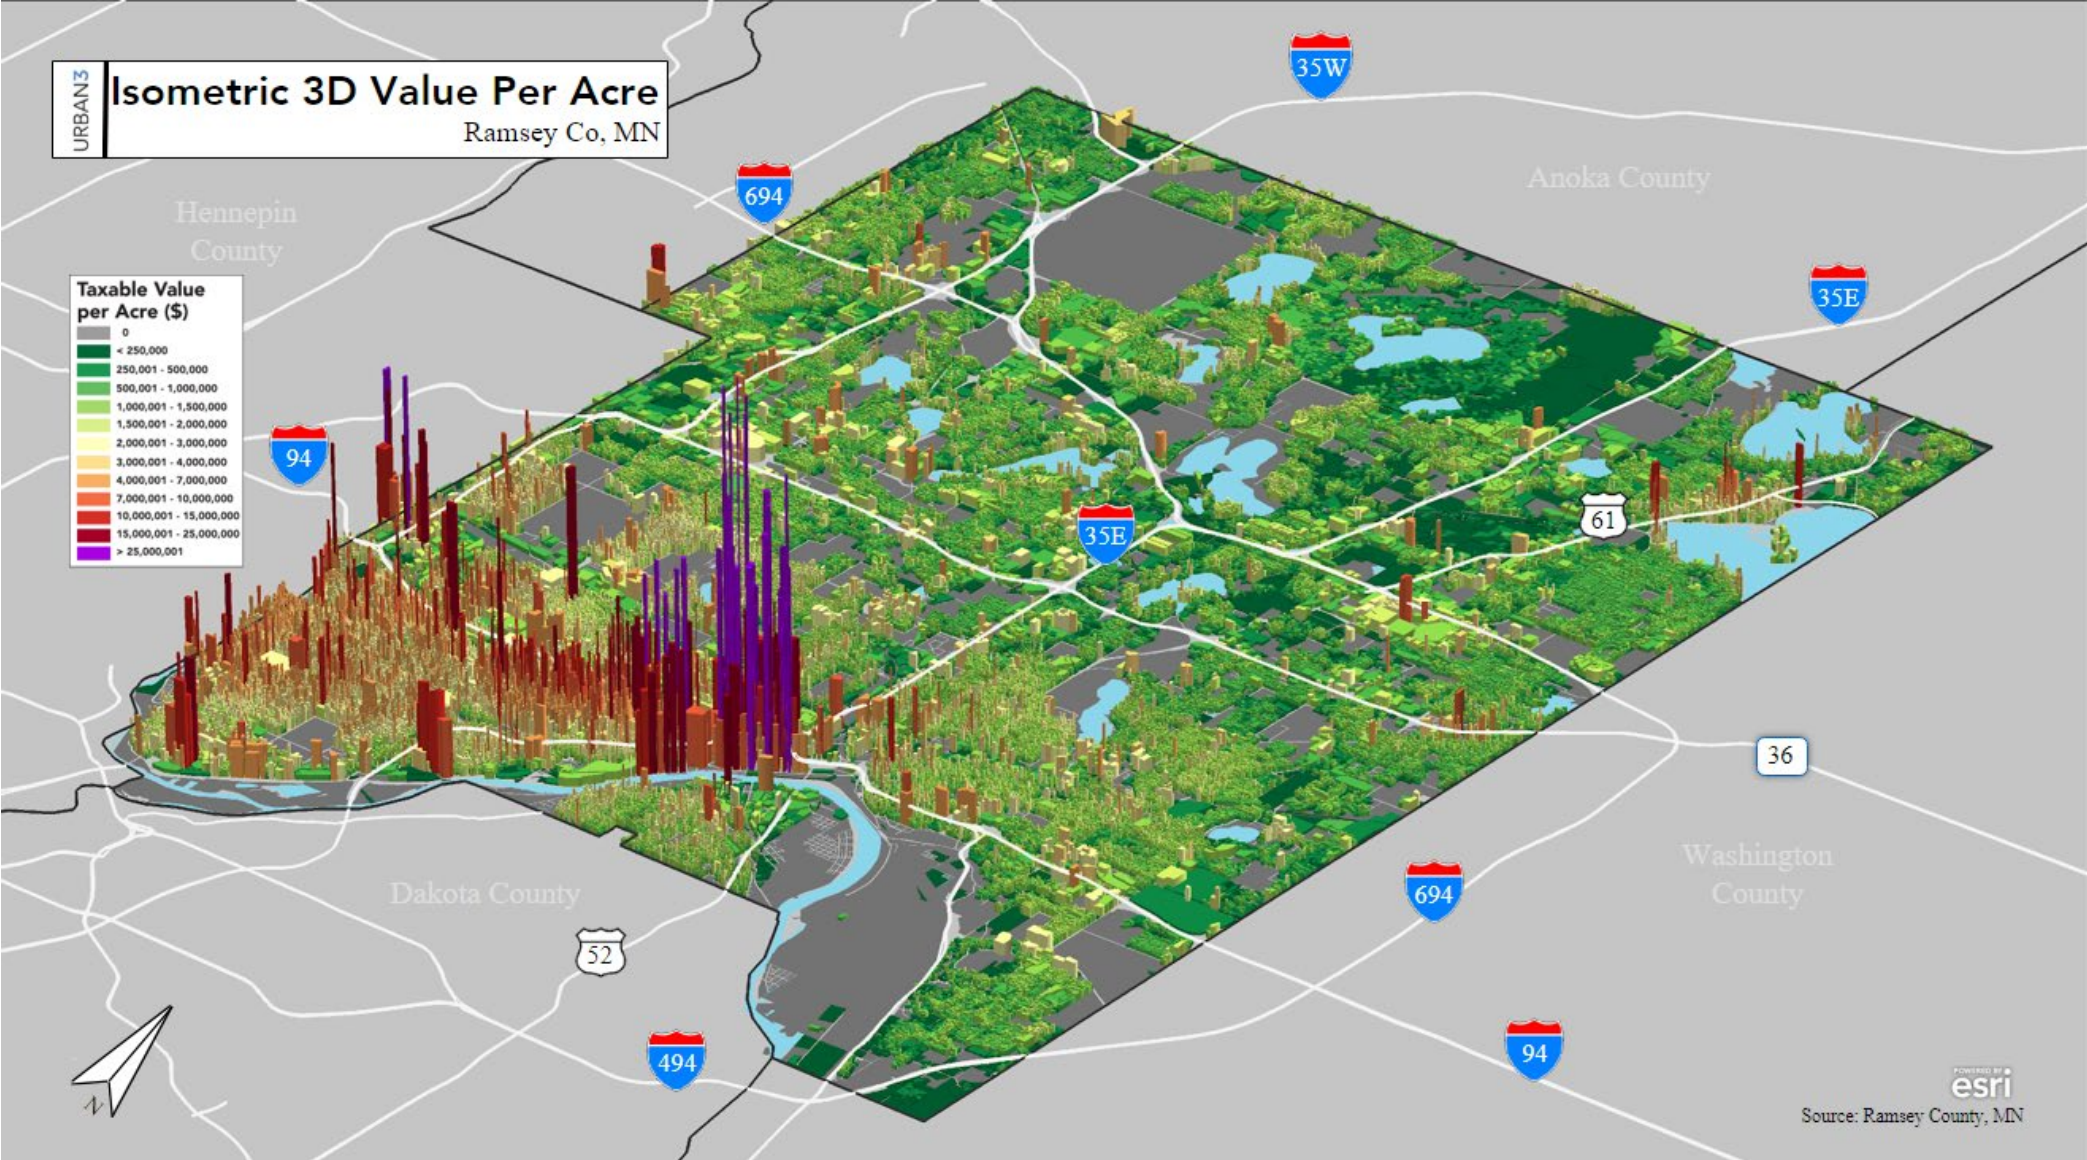 URBAN3
Isometric 3D Value Per Acre
Ramsey Co, MN
35W
694
Anoka County
Hennepin
County
35E
Taxable Value
per Acre ($)
0
< 250,000
250,001 - 500,000
500,001 - 1,000,000
1,000,001 - 1,500,000
1,500,001 - 2,000,000
2,000,001 - 3,000,000
3,000,001 - 4,000,000
4,000,001 - 7,000,000
7,000,001 - 10,000,000
10,000,001 - 15,000,000
15,000,001 - 25,000,000
> 25,000,001
94
61
35E
36
Washington
County
694
Dakota County
52
494
94
N
POWERED BY
esri
Source: Ramsey County, MN